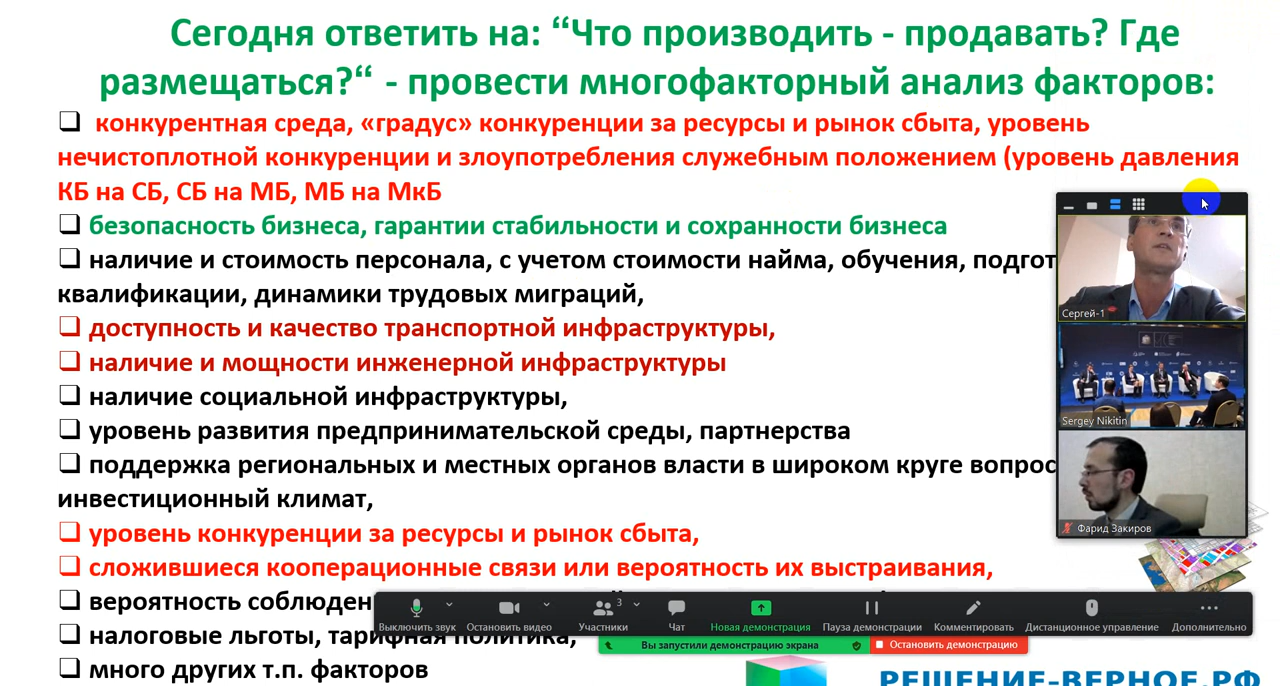 Сегодня ответить на: “Что производить - продавать? Где
размещаться?“ - провести многофакторный анализ факторов:
конкурентная среда, «градус» конкуренции за ресурсы и рынок сбыта, уровень
нечистоплотной конкуренции и злоупотребления служебным положением (уровень давления
КБ на СБ, СБ на МБ, МБ на МкБ
безопасность бизнеса, гарантии стабильности и сохранности бизнеса
наличие и стоимость персонала, с учетом стоимости найма, обучения, подгот
квалификации, динамики трудовых миграций,
доступность и качество транспортной инфраструктуры,
наличие и мощности инженерной инфраструктуры
наличие социальной инфраструктуры,
уровень развития предпринимательской среды, партнерства
поддержка региональных и местных органов власти в широком круге вопрос
инвестиционный климат,
уровень конкуренции за ресурсы и рынок сбыта,
сложившиеся кооперационные связи или вероятность их выстраивания,
вероятность соблюден
налоговые льготы, тарифная политика,
много других т.п. факторов
Сергей-1
Sergey Nikitin
Фарид Закиров
3
Выключить звук
Остановить видео
Участники
Чат
Новая демонстрация
Пауза демонстрации
Комментировать
Дистанционное управление
Дополнительно
Вы запустили демонстрацию экрана
Остановить демонстрацию
РЕШЕНИЕ-ВЕРНОЕ.РФ